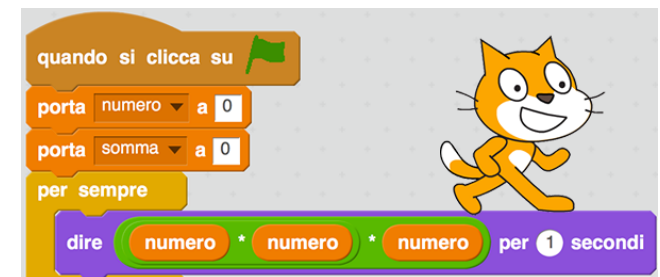 quando si clicca su
porta numero a 0
porta somma a 0
per sempre
dire numero * numero * numero per 1 secondi